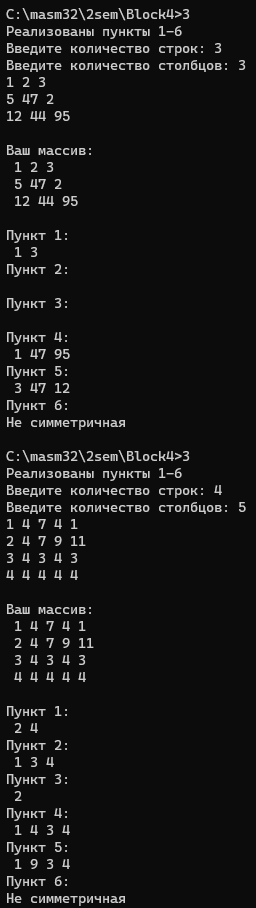 C:\masm32\2sem\Block4>3
Реализованы пункты 1-6
Введите количество строк: 3
Введите количество столбцов: 3
1 2 3
5 47 2
12 44 95
Ваш массив:
1 2 3
5 47 2
12 44 95
Пункт 1:
1 3
Пункт 2:
Пункт 3:
Пункт 4:
1 47 95
Пункт 5:
3 47 12
Пункт 6:
Не симметричная
C:\masm32\2sem\Block4>3
Реализованы пункты 1-6
Введите количество строк: 4
Введите количество столбцов: 5
1 4 7 4 1
2 4 7 9 11
3 4 3 4 3
4 4 4 4 4
Ваш массив:
1 4 7 4 1
2 4 7 9 11
3 4 3 4 3
4 4 4 4 4
Пункт 1:
2 4
Пункт 2:
1 3 4
Пункт 3:
2
Пункт 4:
1 4 3 4
Пункт 5:
1 9 3 4
Пункт 6:
Не симметричная